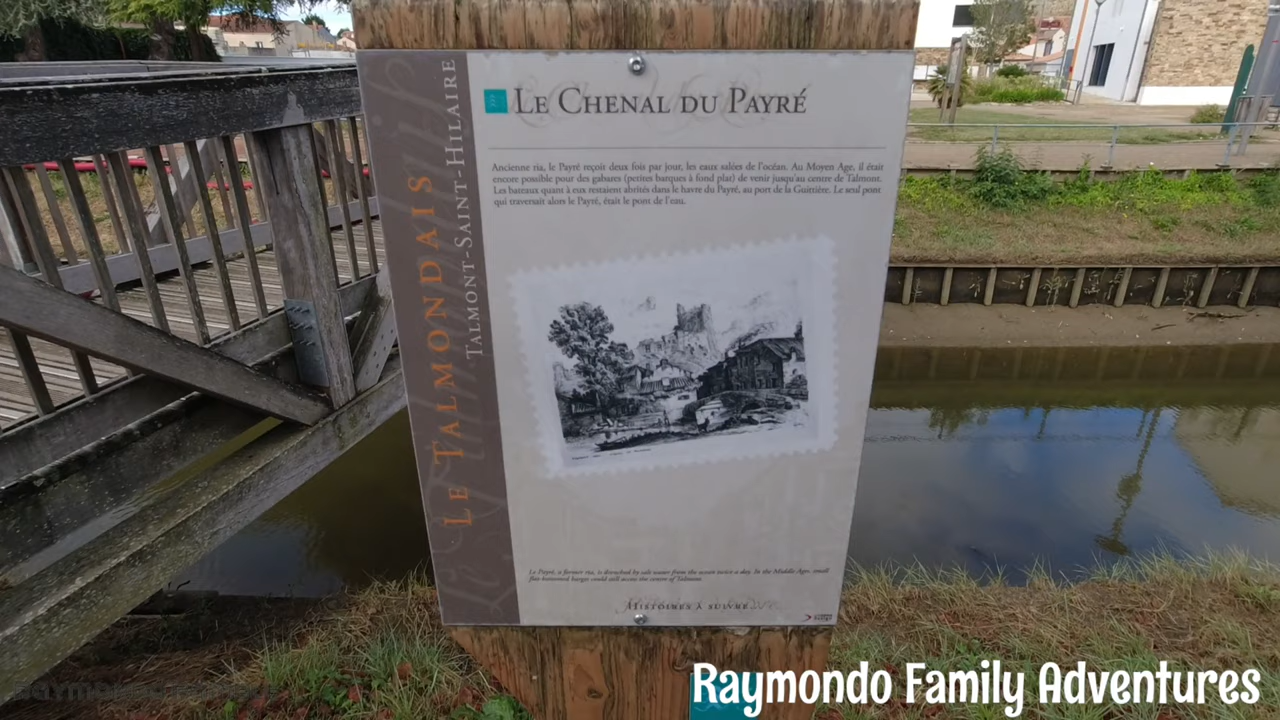 LE CHENAL DU PAYRÉ
LE TALMONDAIS
TALMONT-SAINT-HILAIRE
Ancienne ria, le Payré reçoit deux fois par jour, les eaux salées de l'océan. Au Moyen Age, il était
encore possible pour des gabares (petites barques à fond plat) de venir jusqu'au centre de Talmont.
Les bateaux quant à eux restaient abrités dans le havre du Payré, au port de la Guittière. Le seul pont
qui traversait alors le Payré, était le pont de l'eau.
Le Payré, a former ria, is drenched by salt water from the ocean twice a day. In the Middle-Ages, small
flat-bottomed barges could still access the centre of Talmont.
HISTOIRES À SUIVRE
Raymondo Family Adventures